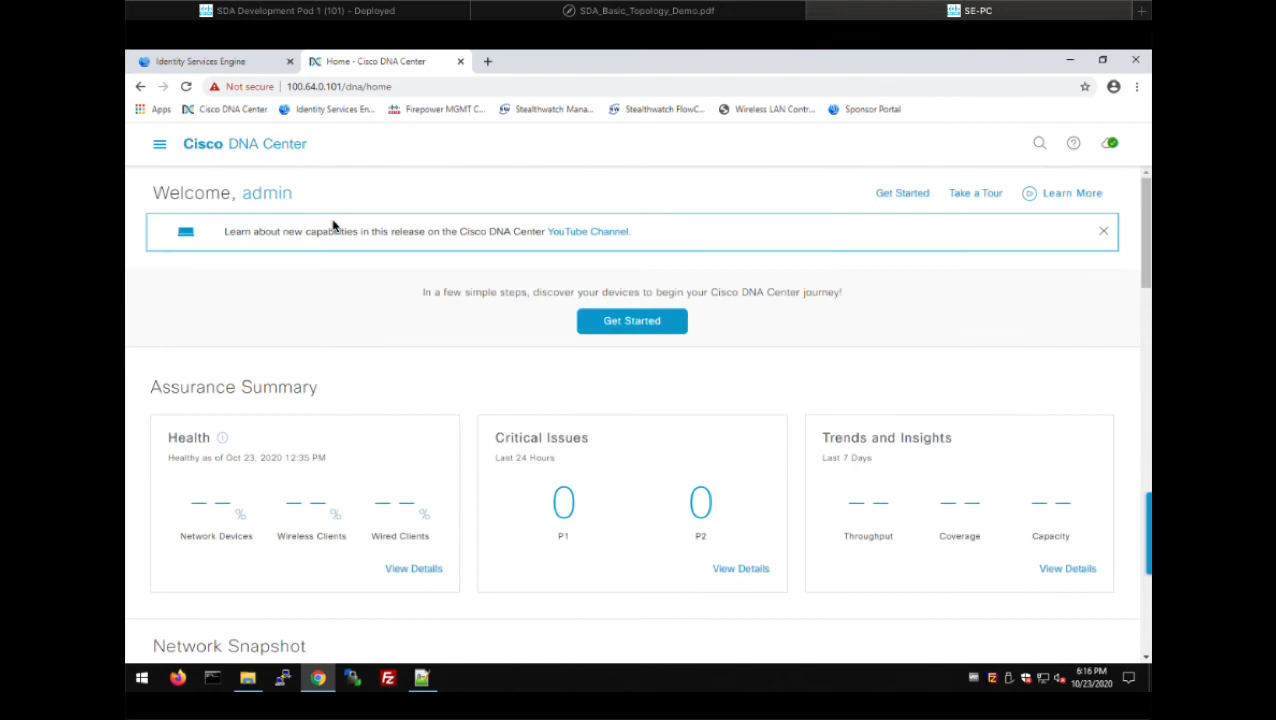 SDA Development Pod 1 (101) – Deployed
SDA_Basic_Topology_Demo.pdf
SE-PC
Identity Services Engine
Home - Cisco DNA Center
Not secure | 100.64.0.101/dna/home
Apps
Cisco DNA Center
Identity Services En...
Firepower MGMT C...
Stealthwatch Mana...
Stealthwatch FlowC...
Wireless LAN Contr...
Sponsor Portal
Cisco DNA Center
Welcome, admin
Get Started
Take a Tour
Learn More
Learn about new capabilities in this release on the Cisco DNA Center YouTube Channel.
In a few simple steps, discover your devices to begin your Cisco DNA Center journey!
Get Started
Assurance Summary
Health
Healthy as of Oct 23, 2020 12:35 PM
-- %
-- %
-- %
Network Devices
Wireless Clients
Wired Clients
View Details
Critical Issues
Last 24 Hours
0
0
P1
P2
View Details
Trends and Insights
Last 7 Days
--
--
--
Throughput
Coverage
Capacity
View Details
Network Snapshot
6:16 PM
10/23/2020